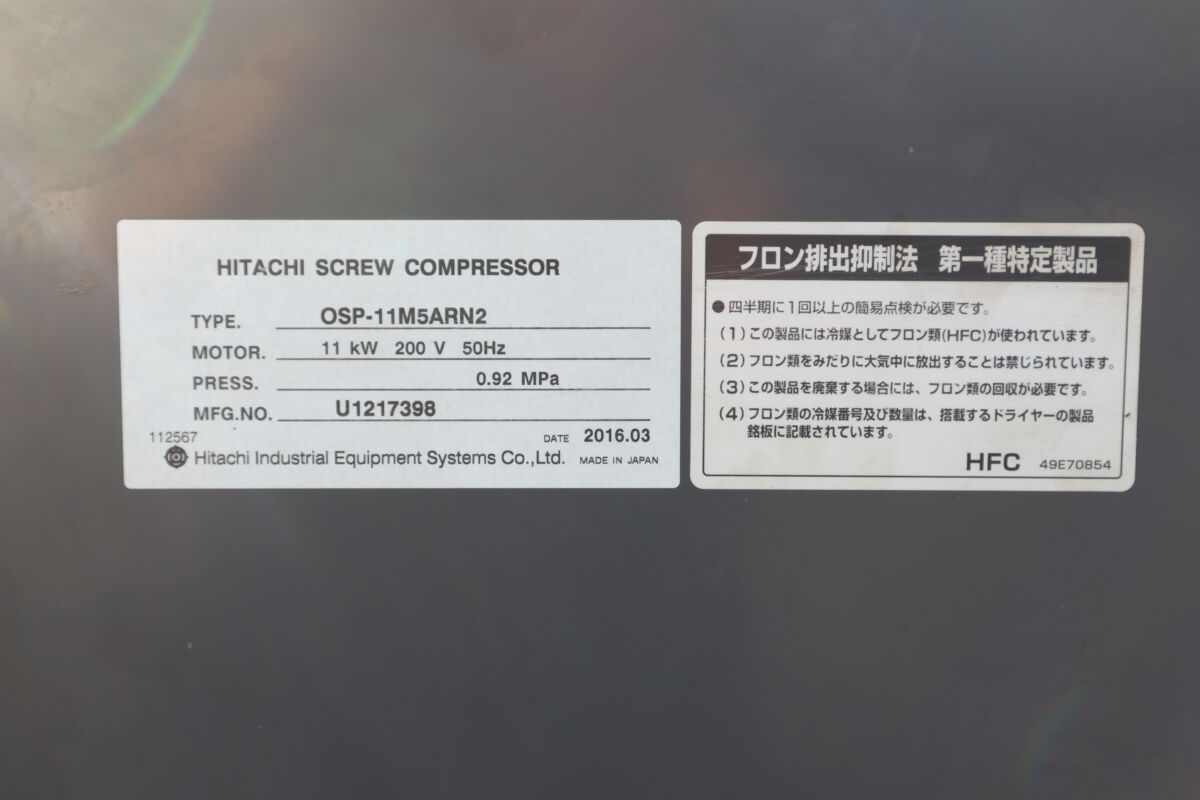 HITACHI SCREW COMPRESSOR
TYPE. OSP-11M5ARN2
MOTOR. 11 kW 200 V 50Hz
PRESS. 0.92 MPa
MFG.NO. U1217398
112567 DATE 2016.03
Hitachi Industrial Equipment Systems Co.,Ltd. MADE IN JAPAN
フロン排出抑制法 第一種特定製品
●四半期に1回以上の簡易点検が必要です。
(1)この製品には冷媒としてフロン類(HFC)が使われています。
(2)フロン類をみだりに大気中に放出することは禁じられています。
(3)この製品を廃棄する場合には、フロン類の回収が必要です。
(4)フロン類の冷媒番号及び数量は、搭載するドライヤーの製品
銘板に記載されています。
HFC 49E70854